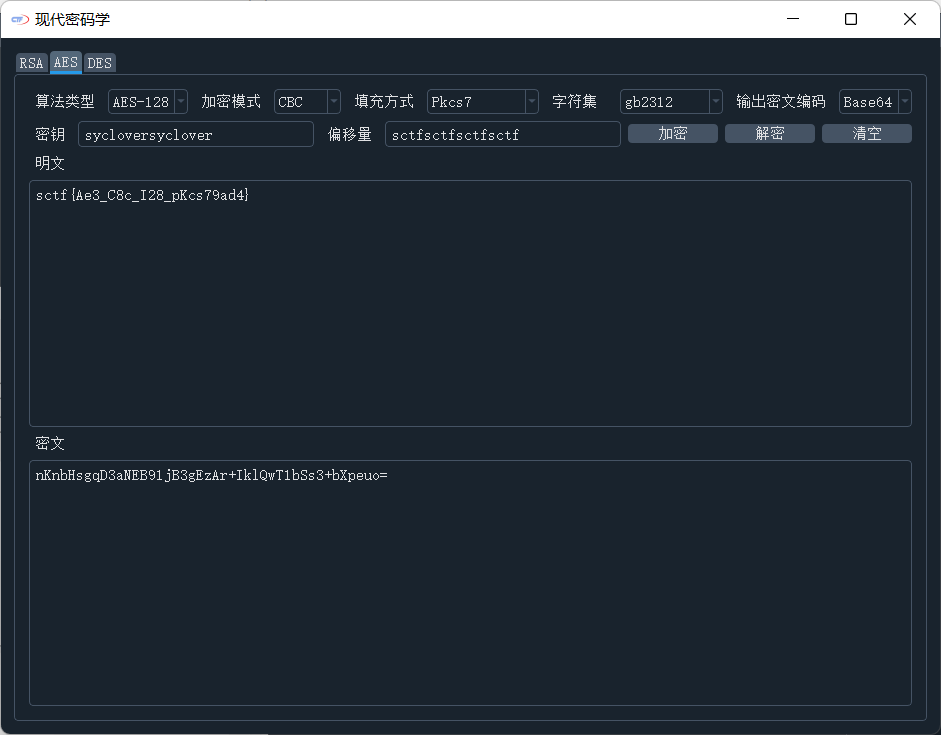 CTF 现代密码学
RSA AES DES
算法类型 AES-128 加密模式 CBC 填充方式 Pkcs7 字符集 gb2312 输出密文编码 Base64
密钥 sycloversyclover 偏移量 sctfsctfsctfsctf 加密 解密 清空
明文
sctf{Ae3_C8c_I28_pKcs79ad4}
密文
nKnbHsgqD3aNEB91jB3gEzAr+IklQwT1bSs3+bXpeuo=